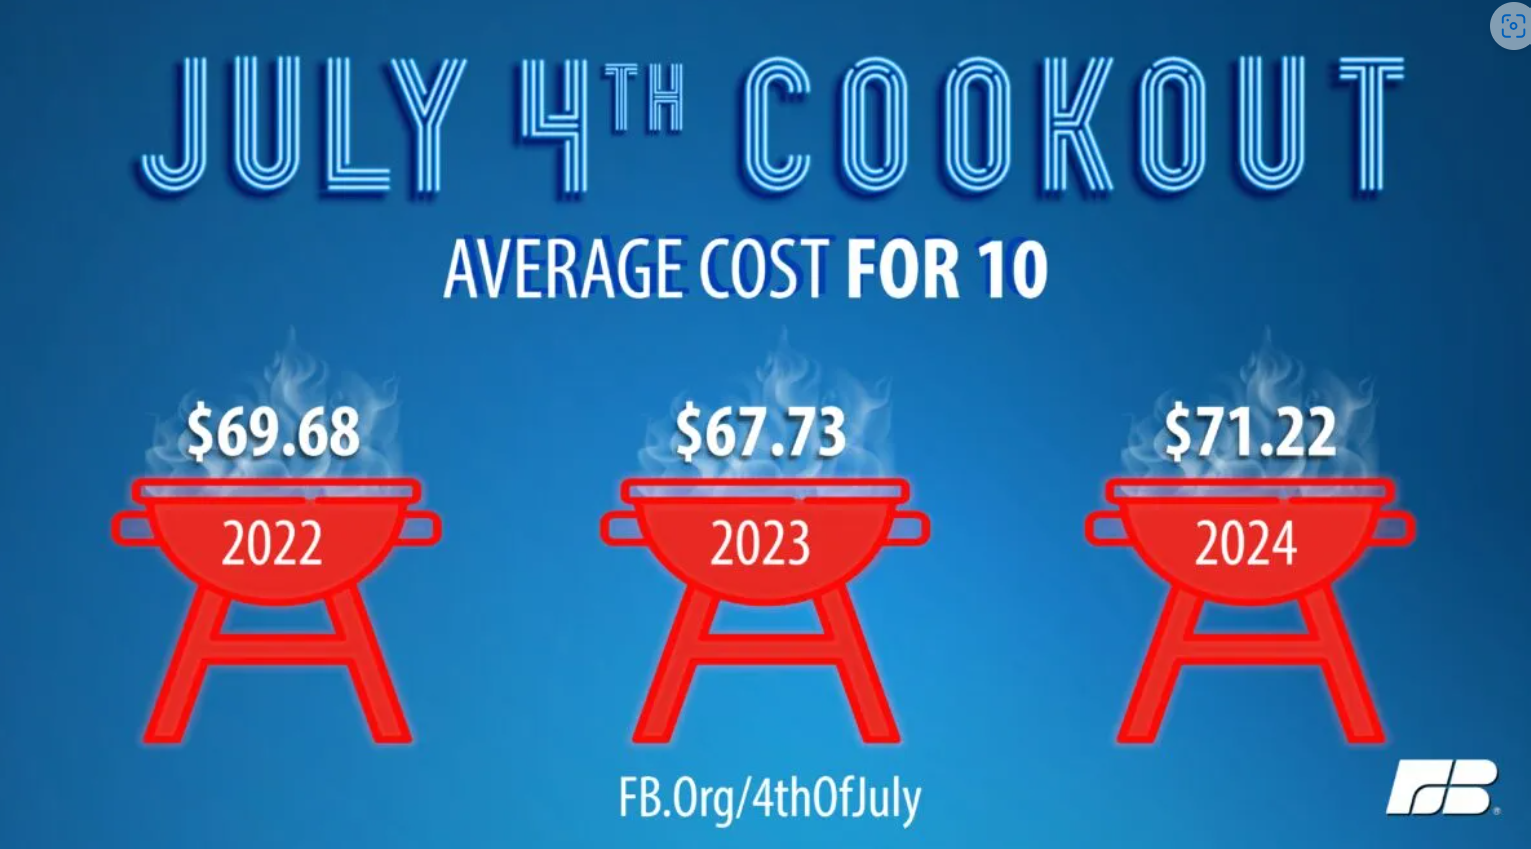 JULY 4TH COOKOUT
AVERAGE COST FOR 10
$69.68 $67.73 $71.22
2022 2023 2024
FB.Org/4thOfJuly
FB®